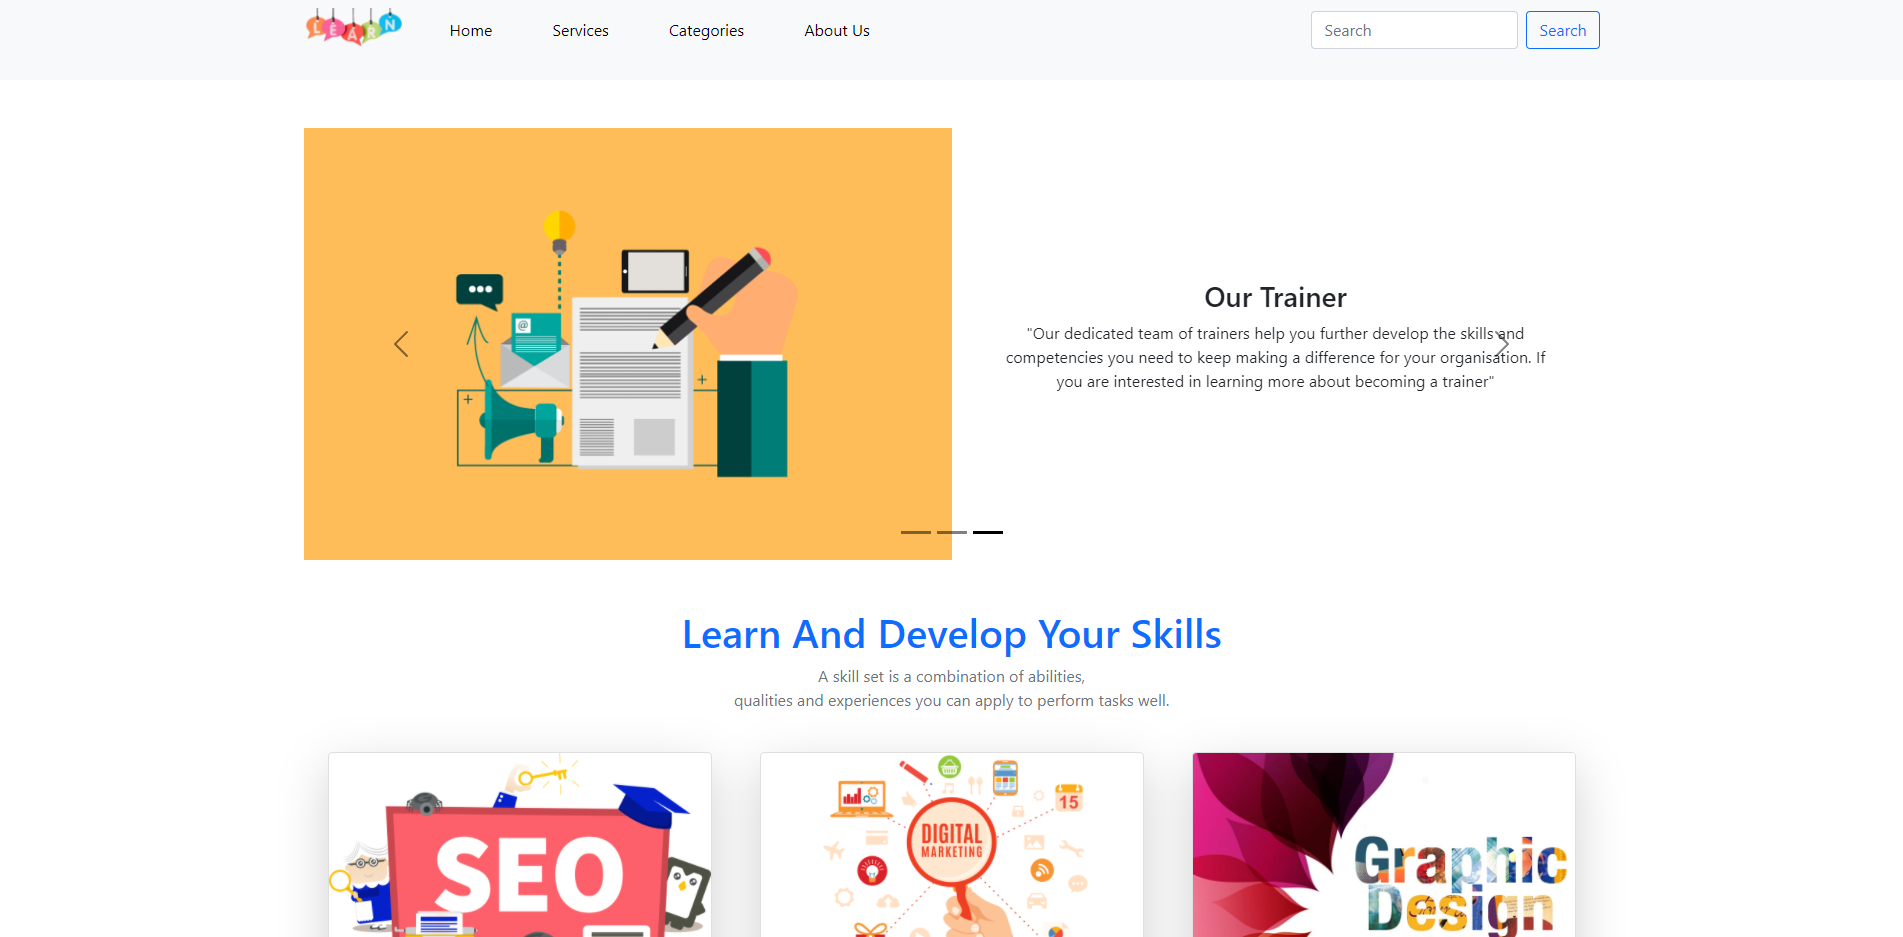 LEARN
Home
Services
Categories
About Us
Search
Search
@
Our Trainer
"Our dedicated team of trainers help you further develop the skills and
competencies you need to keep making a difference for your organisation. If
you are interested in learning more about becoming a trainer"
Learn And Develop Your Skills
A skill set is a combination of abilities,
qualities and experiences you can apply to perform tasks well.
SEO
DIGITAL
MARKETING
15
Graphic
Design